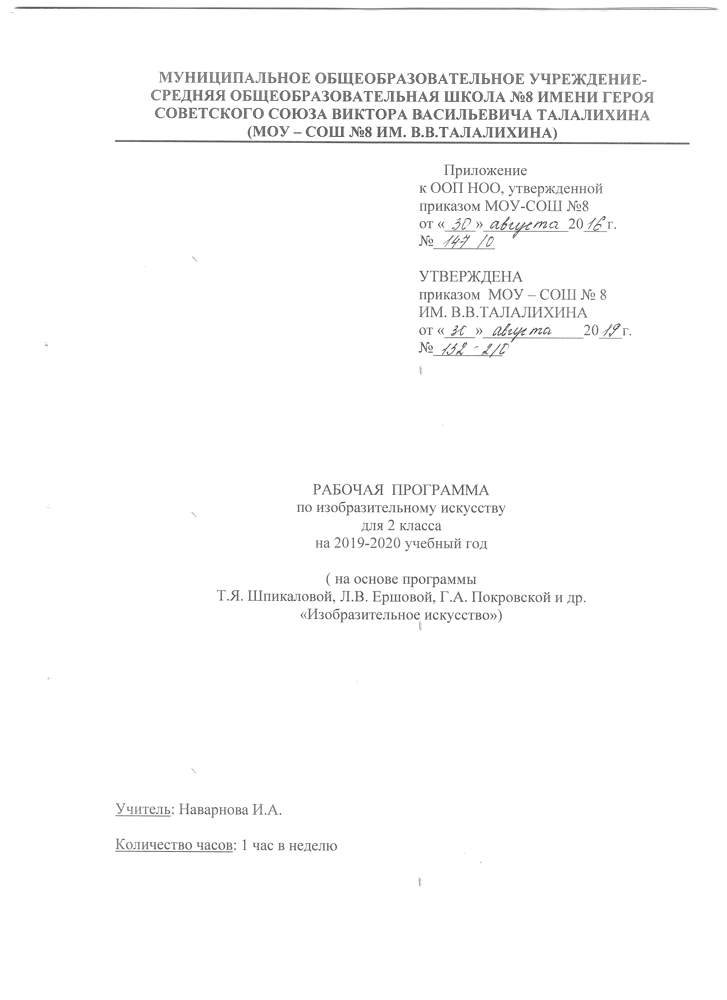 МУНИЦИПАЛЬНОЕ ОБЩЕОБРАЗОВАТЕЛЬНОЕ УЧРЕЖДЕНИЕ-
СРЕДНЯЯ ОБЩЕОБРАЗОВАТЕЛЬНАЯ ШКОЛА №8 ИМЕНИ ГЕРОЯ
СОВЕТСКОГО СОЮЗА ВИКТОРА ВАСИЛЬЕВИЧА ТАЛАЛИХИНА
(МОУ – СОШ №8 ИМ. В.В.ТАЛАЛИХИНА)
Приложение
к ООП НОО, утвержденной
приказом МОУ-СОШ №8
от «30» августа 2016 г.
№ 147 /О
УТВЕРЖДЕНА
приказом МОУ – СОШ № 8
ИМ. В.В.ТАЛАЛИХИНА
от «30» августа 2019 г.
№ 132 - 2/О
РАБОЧАЯ ПРОГРАММА
по изобразительному искусству
для 2 класса
на 2019-2020 учебный год
( на основе программы
Т.Я. Шпикаловой, Л.В. Ершовой, Г.А. Покровской и др.
«Изобразительное искусство»)
Учитель: Наварнова И.А.
Количество часов: 1 час в неделю